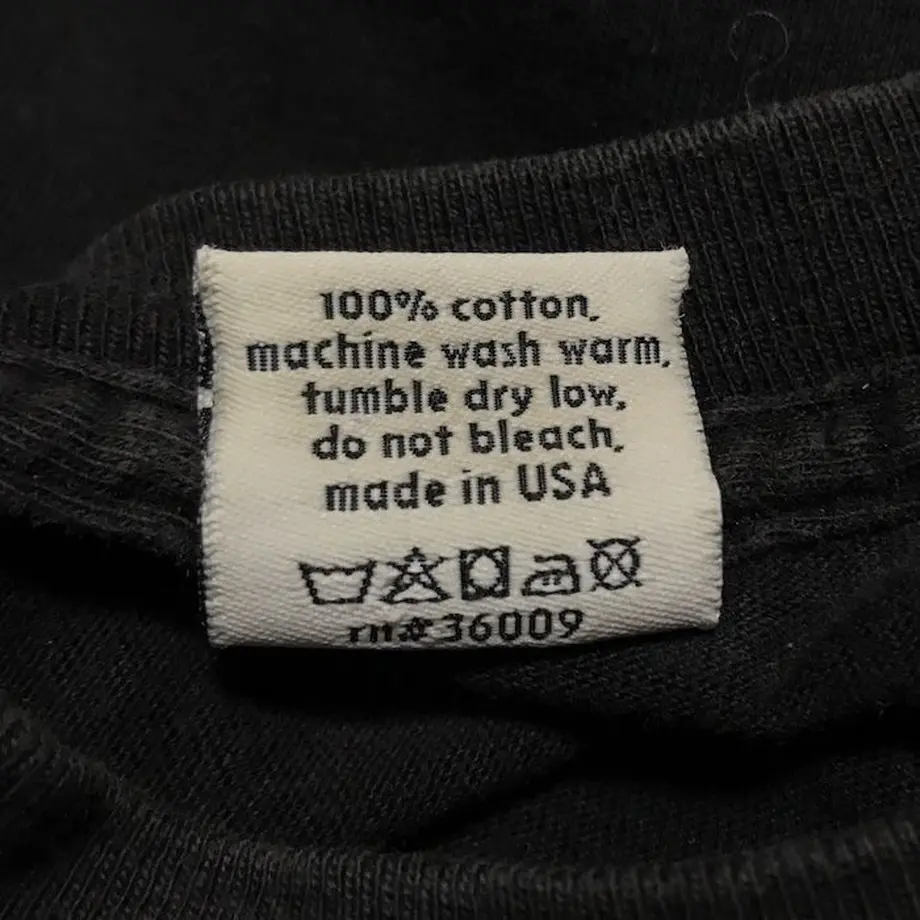 100% cotton,
machine wash warm,
tumble dry low,
do not bleach,
made in USA
rn# 36009